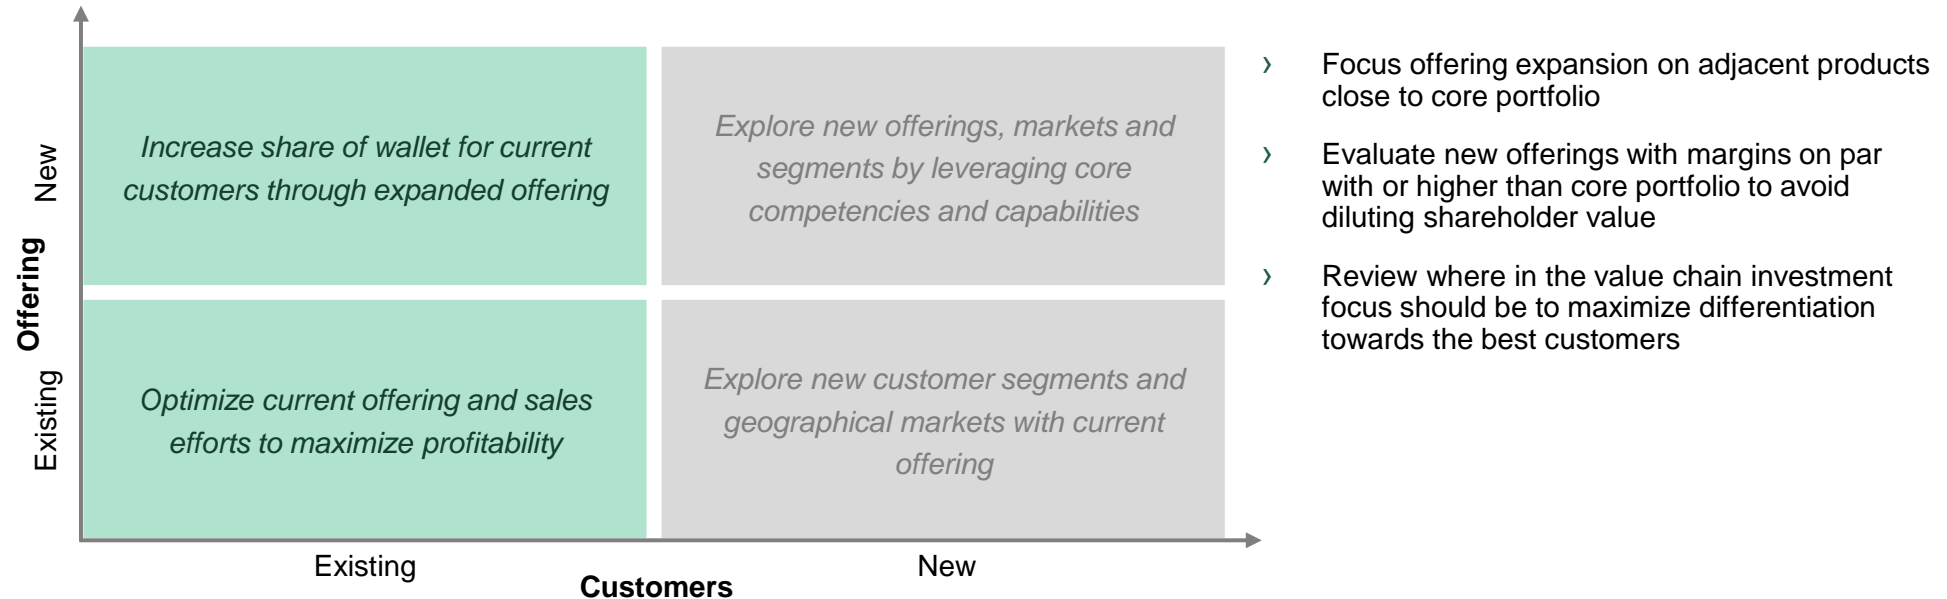 Offering
New
Existing
Increase share of wallet for current
customers through expanded offering
Explore new offerings, markets and
segments by leveraging core
competencies and capabilities
Optimize current offering and sales
efforts to maximize profitability
Explore new customer segments and
geographical markets with current
offering
Existing
New
Customers
› Focus offering expansion on adjacent products
close to core portfolio
› Evaluate new offerings with margins on par
with or higher than core portfolio to avoid
diluting shareholder value
› Review where in the value chain investment
focus should be to maximize differentiation
towards the best customers